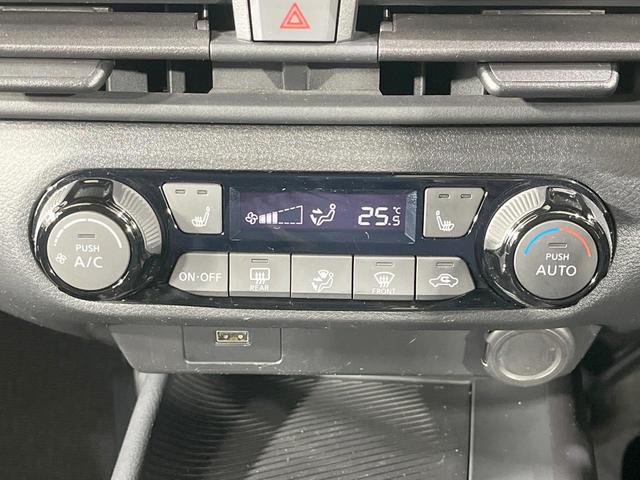 25.5°C
PUSH
A/C
ON·OFF
REAR
FRONT
PUSH
AUTO